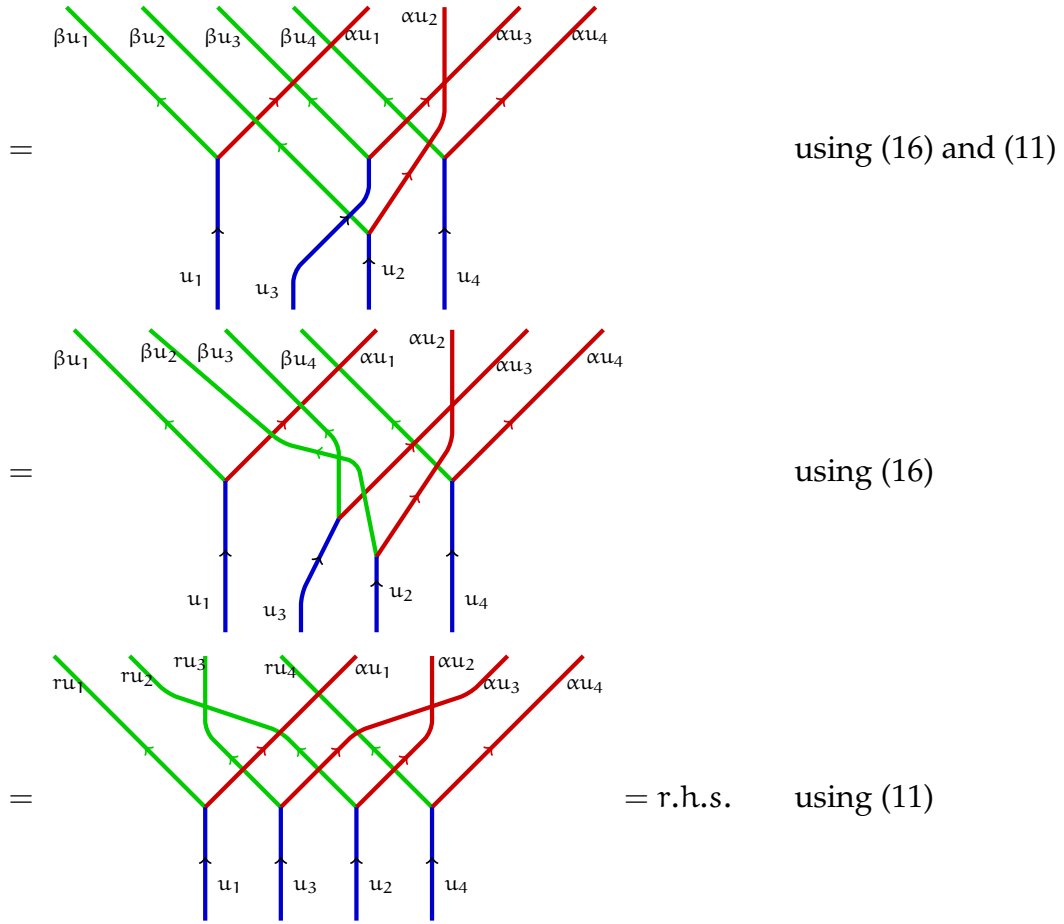 βu₁ βu₂ βu₃ βu₄ αu₁ αu₂ αu₃ αu₄
= using (16) and (11)
u₁ u₃ u₂ u₄
βu₁ βu₂ βu₃ βu₄ αu₁ αu₂ αu₃ αu₄
= using (16)
u₁ u₃ u₂ u₄
ru₁ ru₂ ru₃ ru₄ αu₁ αu₂ αu₃ αu₄
= = r.h.s. using (11)
u₁ u₃ u₂ u₄